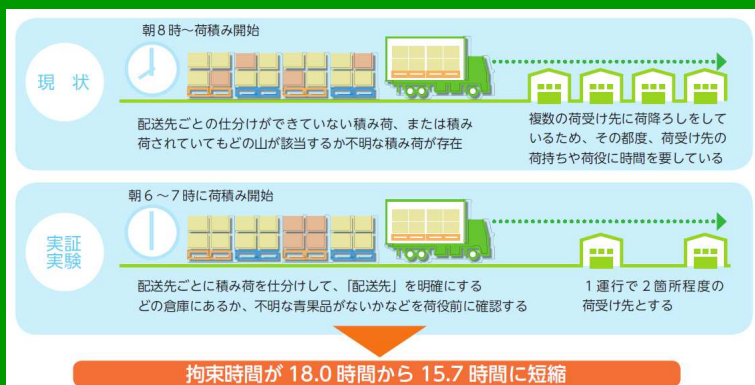 朝8時~荷積み開始
現 状
配送先ごとの仕分けができていない積み荷、または積み
荷されていてもどの山が該当するか不明な積み荷が存在
複数の荷受け先に荷降ろしをして
いるため、その都度、荷受け先の
荷持ちや荷役に時間を要している
朝6~7時に荷積み開始
実証
実験
配送先ごとに積み荷を仕分けして、「配送先」を明確にする
どの倉庫にあるか、不明な青果品がないかなどを荷役前に確認する
1運行で2箇所程度の
荷受け先とする
拘束時間が 18.0 時間から 15.7 時間に短縮